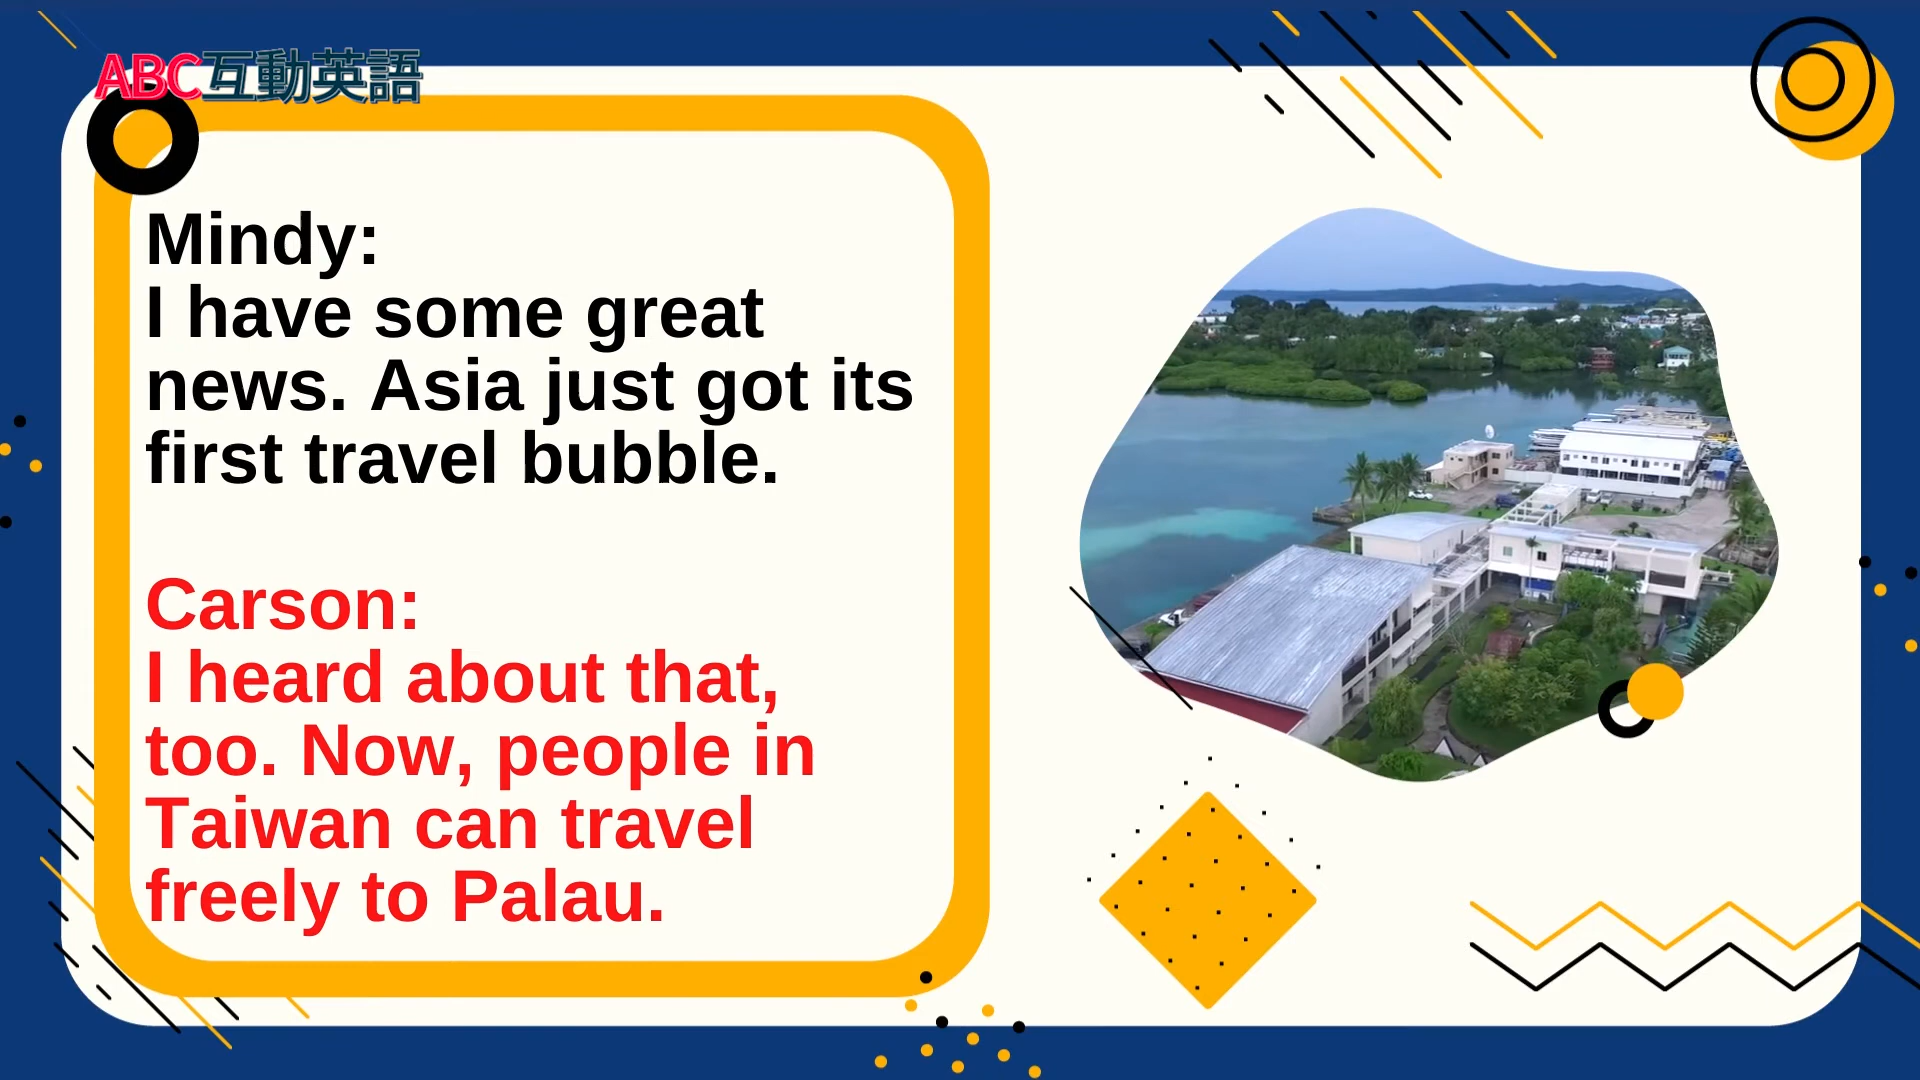 ABC互動英語
Mindy:
I have some great
news. Asia just got its
first travel bubble.
Carson:
I heard about that,
too. Now, people in
Taiwan can travel
freely to Palau.